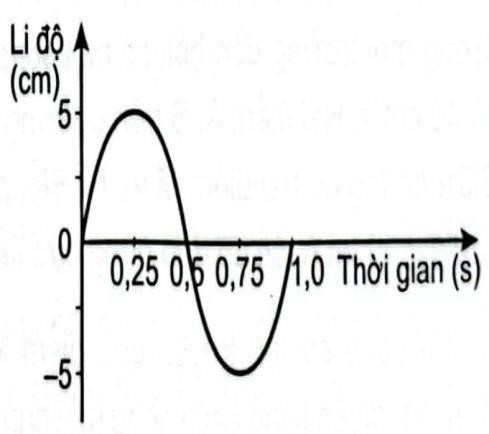 Li độ
(cm)
5
0
0,25 0,5 0,75 1,0 Thời gian (s)
-5